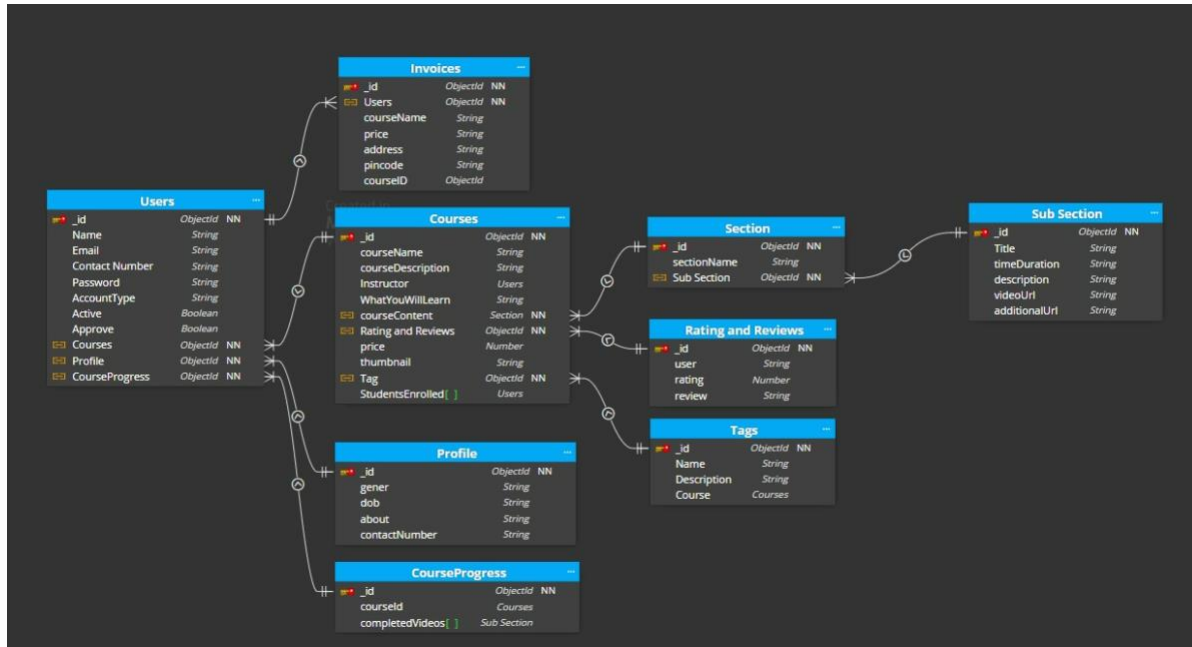 Invoices
_id ObjectId NN
Users ObjectId NN
courseName String
price String
address String
pincode String
courseID ObjectId
Users
_id ObjectId NN
Name String
Email String
Contact Number String
Password String
AccountType String
Active Boolean
Approve Boolean
Courses ObjectId NN
Profile ObjectId NN
CourseProgress ObjectId NN
Created in
Courses
_id ObjectId NN
courseName String
courseDescription String
Instructor Users
WhatYouWillLearn String
courseContent Section NN
Rating and Reviews ObjectId NN
price Number
thumbnail String
Tag ObjectId NN
StudentsEnrolled[ ] Users
Section
_id ObjectId NN
sectionName String
Sub Section ObjectId NN
Sub Section
_id ObjectId NN
Title String
timeDuration String
description String
videoUrl String
additionalUrl String
Rating and Reviews
_id ObjectId NN
user String
rating Number
review String
Tags
_id ObjectId NN
Name String
Description String
Course Courses
Profile
_id ObjectId NN
gener String
dob String
about String
contactNumber String
CourseProgress
_id ObjectId NN
courseId Courses
completedVideos[ ] Sub Section